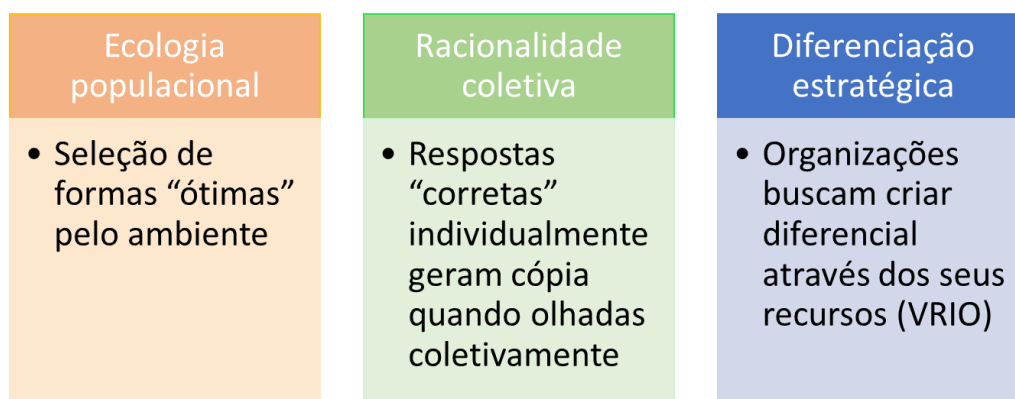 Ecologia
populacional
• Seleção de
formas “ótimas”
pelo ambiente
Racionalidade
coletiva
• Respostas
“corretas”
individualmente
geram cópia
quando olhadas
coletivamente
Diferenciação
estratégica
• Organizações
buscam criar
diferencial
através dos seus
recursos (VRIO)